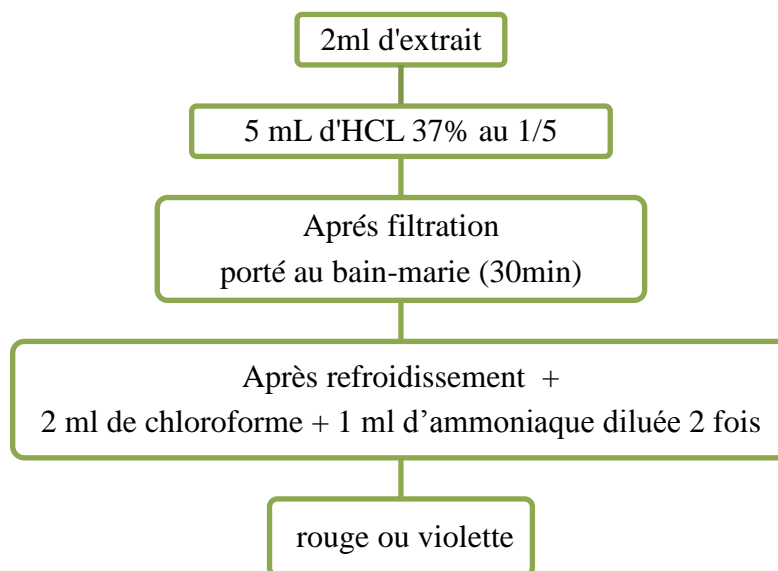 2ml d'extrait
5 mL d'HCL 37% au 1/5
Aprés filtration
porté au bain-marie (30min)
Après refroidissement +
2 ml de chloroforme + 1 ml d’ammoniaque diluée 2 fois
rouge ou violette